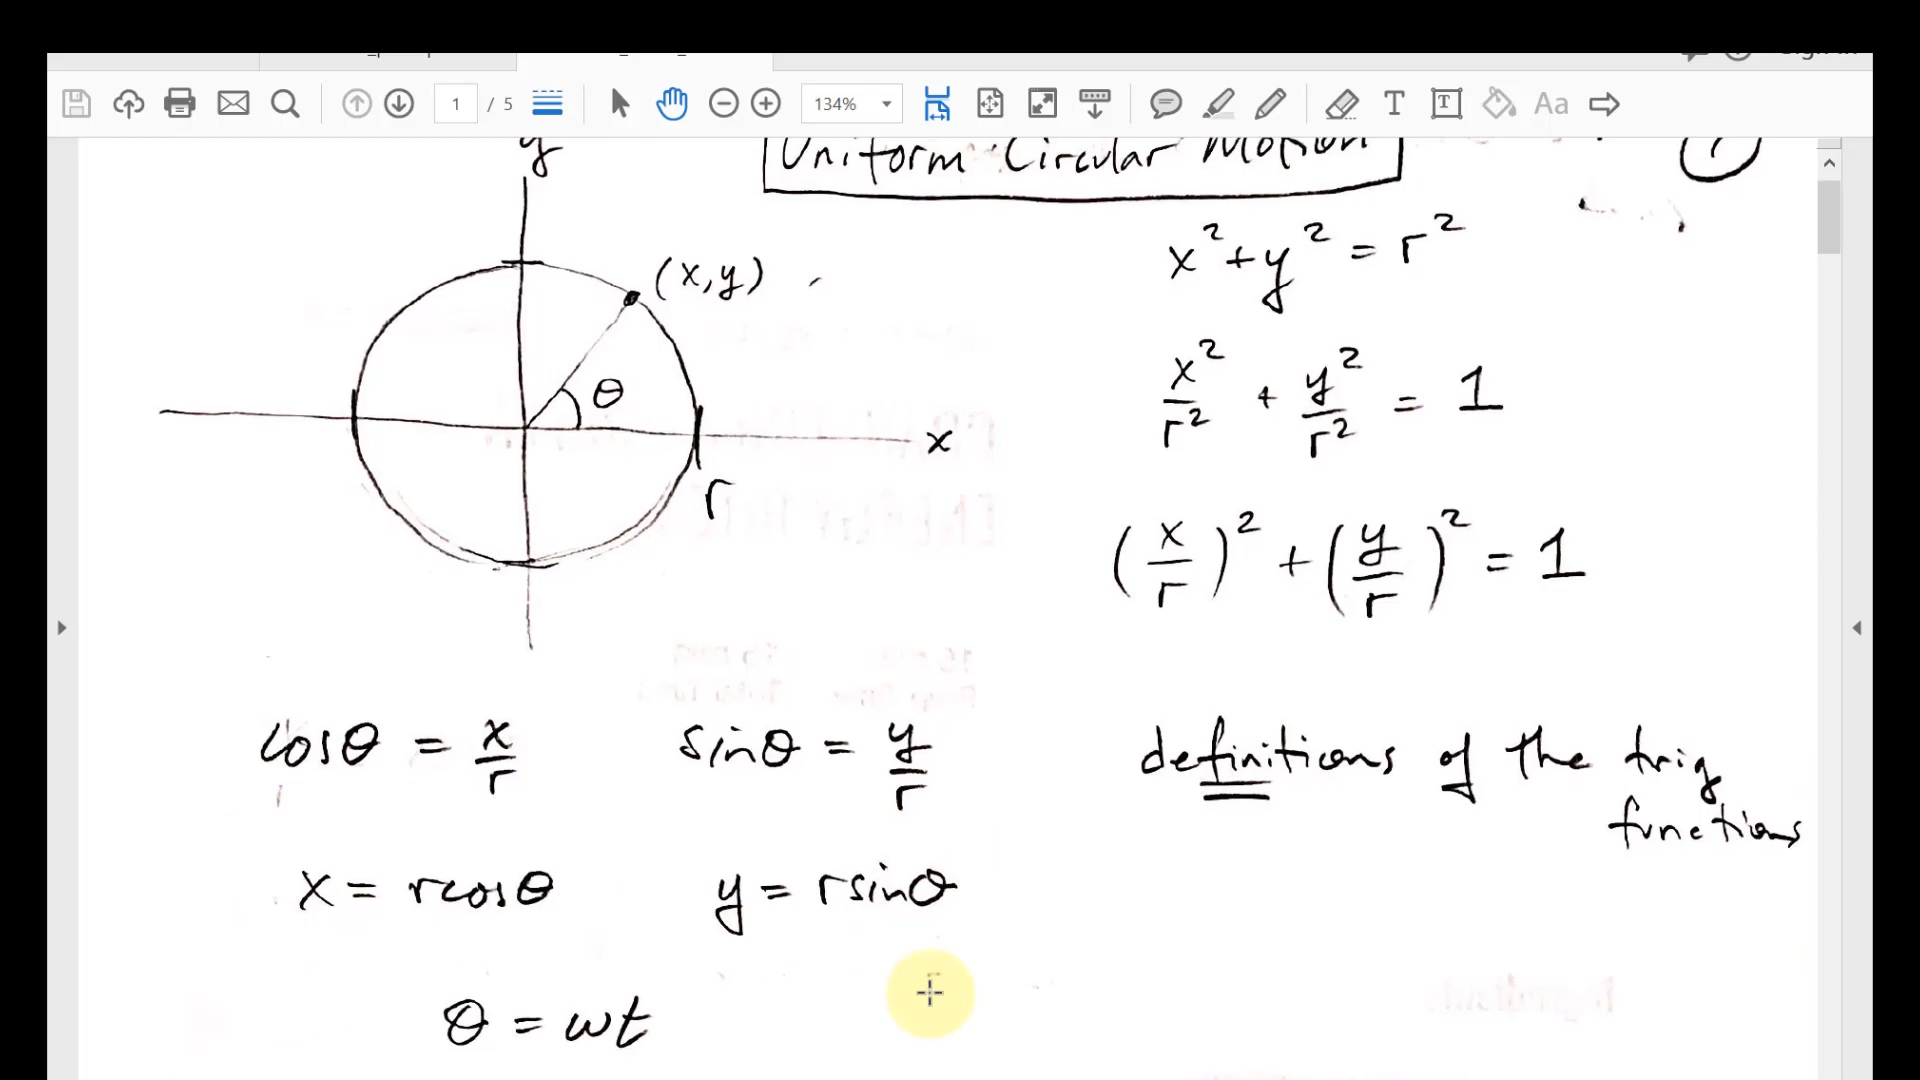 1 / 5
134%
T
T
Aa
y
Uniform Circular Motion
1
x² + y² = r²
(x,y)
x²/r² + y²/r² = 1
θ
x
r
(x/r)² + (y/r)² = 1
cosθ = x/r
sinθ = y/r
definitions of the trig
functions
x = rcosθ
y = rsinθ
θ = ωt